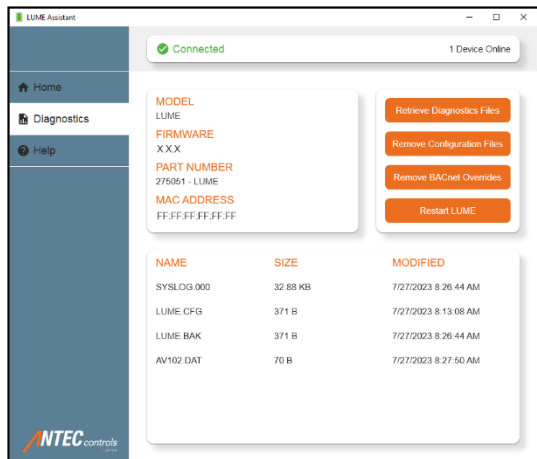 LUME Assistant
Connected
1 Device Online
Home
Diagnostics
Help
MODEL
LUME
FIRMWARE
X.X.X
PART NUMBER
275051 - LUME
MAC ADDRESS
FF:FF:FF:FF:FF:FF
Retrieve Diagnostics Files
Remove Configuration Files
Remove BACnet Overrides
Restart LUME
NAME SIZE MODIFIED
SYSLOG.000 32.88 KB 7/27/2023 8:26:44 AM
LUME.CFG 371 B 7/27/2023 8:13:08 AM
LUME.BAK 371 B 7/27/2023 8:26:44 AM
AV102.DAT 70 B 7/27/2023 8:27:50 AM
ANTEC controls